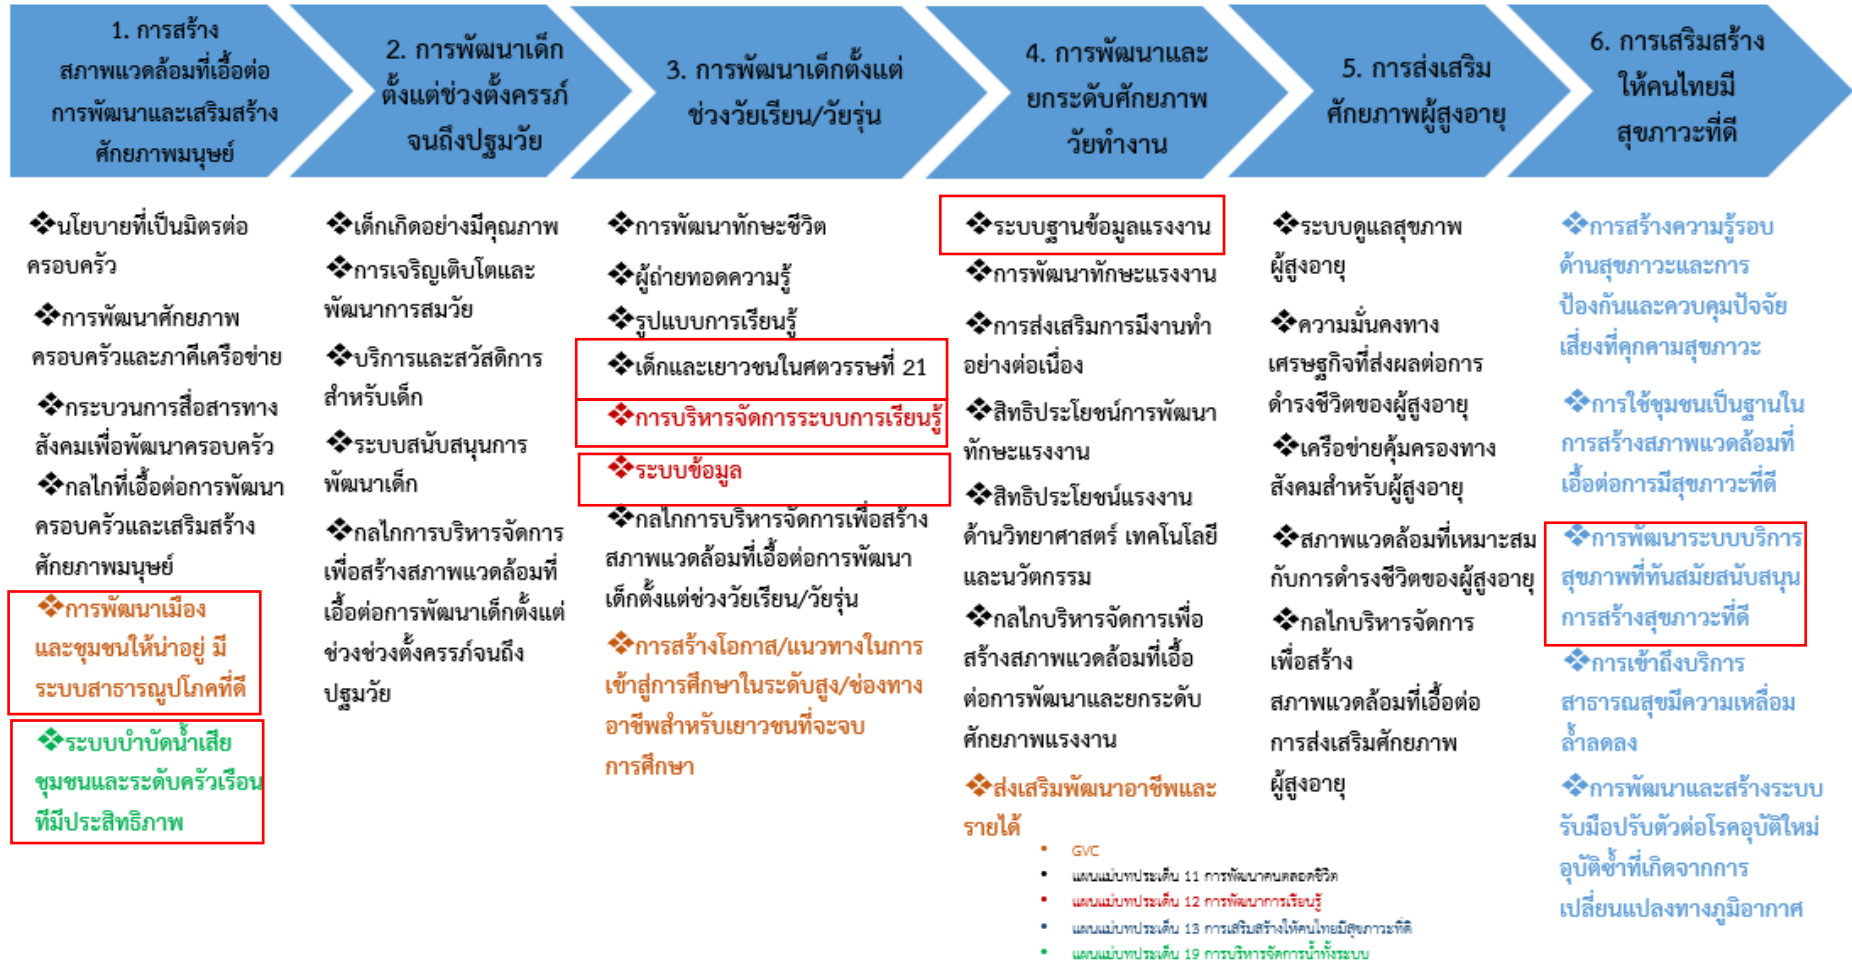 1. การสร้าง
สภาพแวดล้อมที่เอื้อต่อ
การพัฒนาและเสริมสร้าง
ศักยภาพมนุษย์
2. การพัฒนาเด็ก
ตั้งแต่ช่วงตั้งครรภ์
จนถึงปฐมวัย
3. การพัฒนาเด็กตั้งแต่
ช่วงวัยเรียน/วัยรุ่น
4. การพัฒนาและ
ยกระดับศักยภาพ
วัยทำงาน
5. การส่งเสริม
ศักยภาพผู้สูงอายุ
6. การเสริมสร้าง
ให้คนไทยมี
สุขภาวะที่ดี
❖นโยบายที่เป็นมิตรต่อ
ครอบครัว
❖การพัฒนาศักยภาพ
ครอบครัวและภาคีเครือข่าย
❖กระบวนการสื่อสารทาง
สังคมเพื่อพัฒนาครอบครัว
❖กลไกที่เอื้อต่อการพัฒนา
ครอบครัวและเสริมสร้าง
ศักยภาพมนุษย์
❖การพัฒนาเมือง
และชุมชนให้น่าอยู่ มี
ระบบสาธารณูปโภคที่ดี
❖ระบบบำบัดน้ำเสีย
ชุมชนและระดับครัวเรือน
ที่มีประสิทธิภาพ
❖เด็กเกิดอย่างมีคุณภาพ
❖การเจริญเติบโตและ
พัฒนาการสมวัย
❖บริการและสวัสดิการ
สำหรับเด็ก
❖ระบบสนับสนุนการ
พัฒนาเด็ก
❖กลไกการบริหารจัดการ
เพื่อสร้างสภาพแวดล้อมที่
เอื้อต่อการพัฒนาเด็กตั้งแต่
ช่วงช่วงตั้งครรภ์จนถึง
ปฐมวัย
❖การพัฒนาทักษะชีวิต
❖ผู้ถ่ายทอดความรู้
❖รูปแบบการเรียนรู้
❖เด็กและเยาวชนในศตวรรษที่ 21
❖การบริหารจัดการระบบการเรียนรู้
❖ระบบข้อมูล
❖กลไกการบริหารจัดการเพื่อสร้าง
สภาพแวดล้อมที่เอื้อต่อการพัฒนา
เด็กตั้งแต่ช่วงวัยเรียน/วัยรุ่น
❖การสร้างโอกาส/แนวทางในการ
เข้าสู่การศึกษาในระดับสูง/ช่องทาง
อาชีพสำหรับเยาวชนที่จะจบ
การศึกษา
❖ระบบฐานข้อมูลแรงงาน
❖การพัฒนาทักษะแรงงาน
❖การส่งเสริมการมีงานทำ
อย่างต่อเนื่อง
❖สิทธิประโยชน์การพัฒนา
ทักษะแรงงาน
❖สิทธิประโยชน์แรงงาน
ด้านวิทยาศาสตร์ เทคโนโลยี
และนวัตกรรม
❖กลไกบริหารจัดการเพื่อ
สร้างสภาพแวดล้อมที่เอื้อ
ต่อการพัฒนาและยกระดับ
ศักยภาพแรงงาน
❖ส่งเสริมพัฒนาอาชีพและ
รายได้
❖ระบบดูแลสุขภาพ
ผู้สูงอายุ
❖ความมั่นคงทาง
เศรษฐกิจที่ส่งผลต่อการ
ดำรงชีวิตของผู้สูงอายุ
❖เครือข่ายคุ้มครองทาง
สังคมสำหรับผู้สูงอายุ
❖สภาพแวดล้อมที่เหมาะสม
กับการดำรงชีวิตของผู้สูงอายุ
❖กลไกบริหารจัดการ
เพื่อสร้าง
สภาพแวดล้อมที่เอื้อต่อ
การส่งเสริมศักยภาพ
ผู้สูงอายุ
❖การสร้างความรู้รอบ
ด้านสุขภาวะและการ
ป้องกันและควบคุมปัจจัย
เสี่ยงที่คุกคามสุขภาวะ
❖การใช้ชุมชนเป็นฐานใน
การสร้างสภาพแวดล้อมที่
เอื้อต่อการมีสุขภาวะที่ดี
❖การพัฒนาระบบบริการ
สุขภาพที่ทันสมัยสนับสนุน
การสร้างสุขภาวะที่ดี
❖การเข้าถึงบริการ
สาธารณสุขมีความเหลื่อม
ล้ำลดลง
❖การพัฒนาและสร้างระบบ
รับมือปรับตัวต่อโรคอุบัติใหม่
อุบัติซ้ำที่เกิดจากการ
เปลี่ยนแปลงทางภูมิอากาศ
• GVC
• แผนแม่บทประเด็น 11 การพัฒนาคนตลอดชีวิต
• แผนแม่บทประเด็น 12 การพัฒนาการเรียนรู้
• แผนแม่บทประเด็น 13 การเสริมสร้างให้คนไทยมีสุขภาวะที่ดี
• แผนแม่บทประเด็น 19 การบริหารจัดการน้ำทั้งระบบ